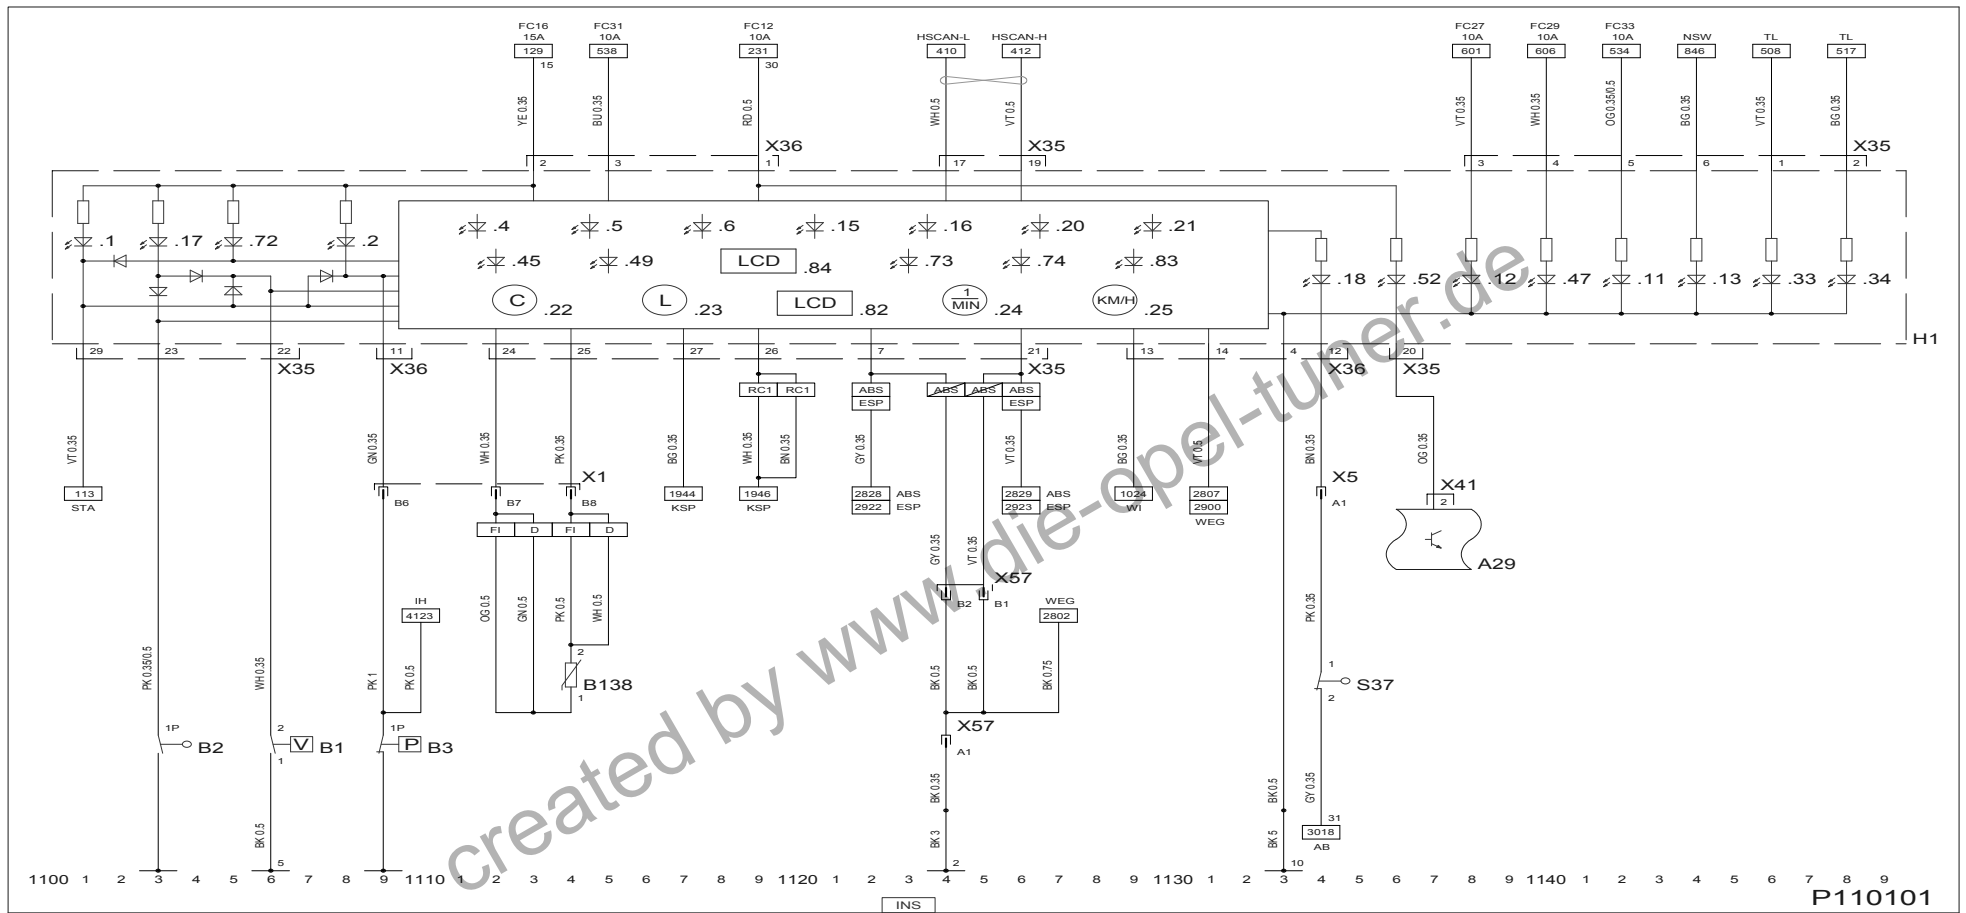 FC16 FC31 FC12 HSCAN-L HSCAN-H FC27 FC29 FC33 NSW TL TL
15A 10A 10A 10A 10A 10A
129 538 231 410 412 601 606 534 846 508 517
15 30
YE 0.35 BU 0.35 RD 0.5 WH 0.5 VT 0.5 VT 0.35 WH 0.35 OG 0.35/0.5 BG 0.35 VT 0.35 BG 0.35
X36 X35 X35
2 3 1 17 19 3 4 5 6 1 2
.4 .5 .6 .15 .16 .20 .21
.1 .17 .72 .2
.45 .49 LCD .84 .73 .74 .83
.18 .52 .12 .47 .11 .13 .33 .34
C .22 L .23 LCD .82 1 MIN .24 KM/H .25
H1
29 23 22 11 24 25 27 26 7 21 13 14 4 12 20
X35 X36 X35 X36 X35
RC1 RC1 ABS ABS ABS ABS
ESP ESP
VT 0.35 GN 0.35 WH 0.35 PK 0.35 BG 0.35 WH 0.35 BN 0.35 GY 0.35 VT 0.35 BG 0.35 VT 0.5 BN 0.35 OG 0.35
X1 X5 X41
113 B6 B7 B8 1944 1946 2828 ABS 2829 ABS 1024 2807 A1 2
STA KSP KSP 2922 ESP 2923 ESP WI 2900
WEG
FI D FI D
GY 0.35 VT 0.35
A29
X57
IH B2 B1 WEG
4123 2802
OG 0.5 GN 0.5 PK 0.5 WH 0.5 PK 0.35
PK 0.35/0.5 WH 0.35 PK 1 PK 0.5 BK 0.5 BK 0.5 BK 0.75
2 B138 1
1 S37 2
X57
A1
1P B2 2 V B1 1 1P P B3
BK 0.35 BK 0.5 GY 0.35
BK 0.5 BK 3 BK 5
31
3018
AB
5 2 10
1100 1 2 3 4 5 6 7 8 9 1110 1 2 3 4 5 6 7 8 9 1120 1 2 3 4 5 6 7 8 9 1130 1 2 3 4 5 6 7 8 9 1140 1 2 3 4 5 6 7 8 9
INS
P110101
created by www.die-opel-tuner.de